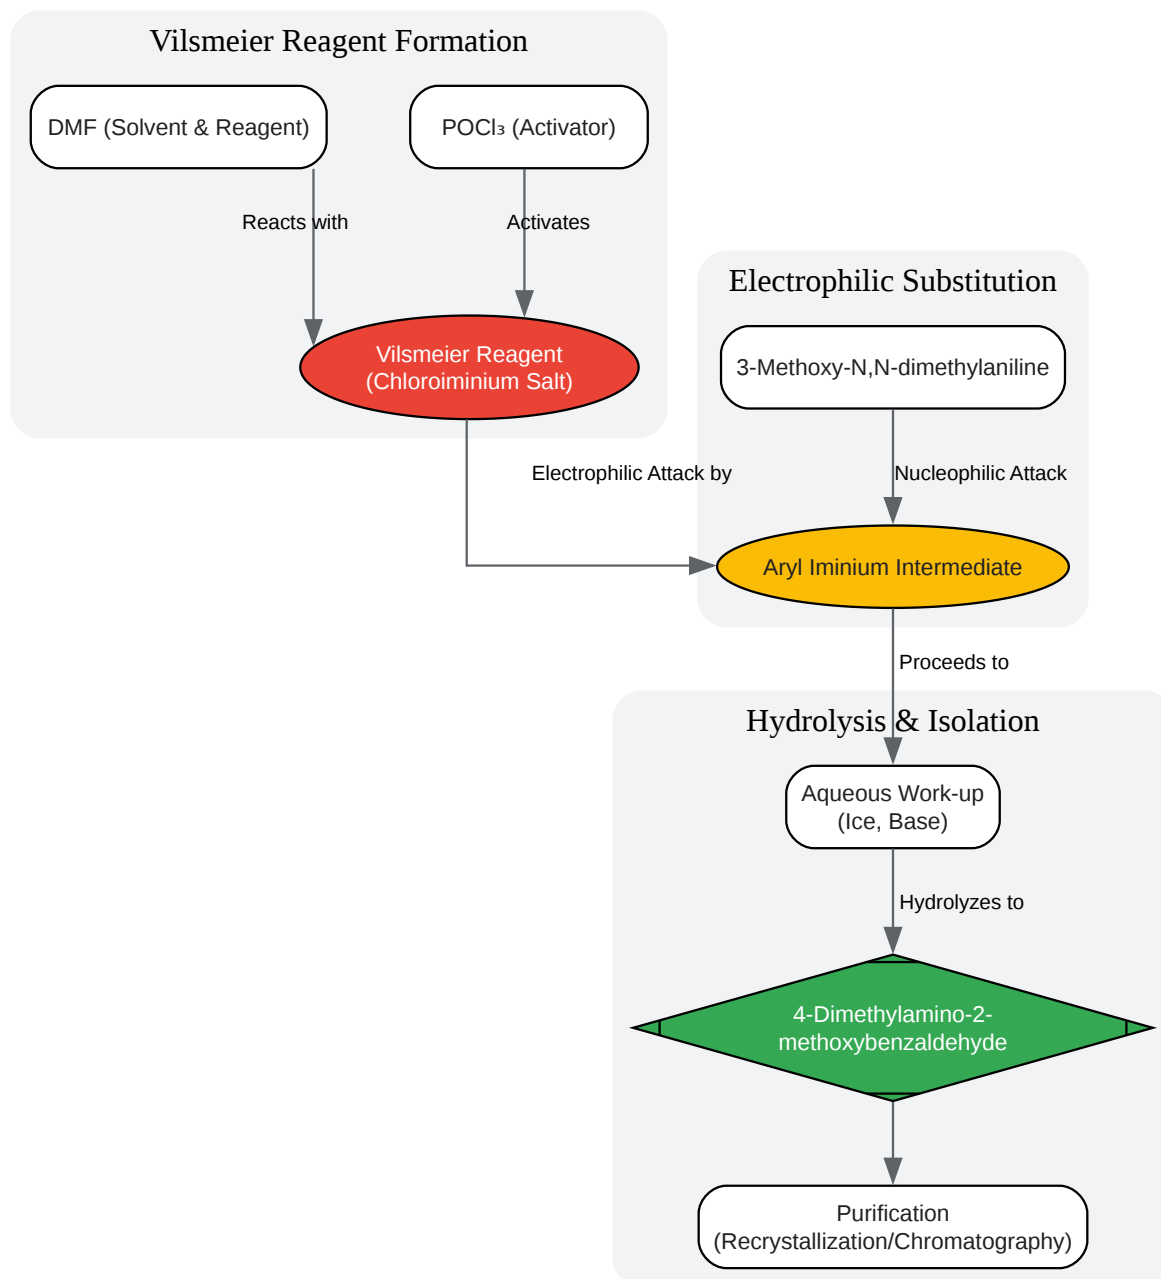 Vilsmeier Reagent Formation
DMF (Solvent & Reagent)
POCl₃ (Activator)
Reacts with
Activates
Vilsmeier Reagent
(Chloroiminium Salt)
Electrophilic Substitution
3-Methoxy-N,N-dimethylaniline
Electrophilic Attack by
Nucleophilic Attack
Aryl Iminium Intermediate
Proceeds to
Hydrolysis & Isolation
Aqueous Work-up
(Ice, Base)
Hydrolyzes to
4-Dimethylamino-2-
methoxybenzaldehyde
Purification
(Recrystallization/Chromatography)